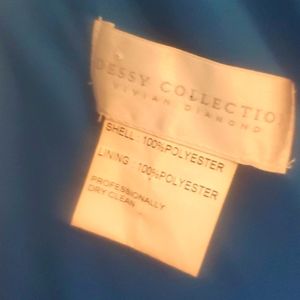 DESSY COLLECTIO
VIVIAN DIAMOND
SHELL 100%POLYESTER
LINING 100%POLYESTER
PROFESSIONALLY
DRY CLEAN